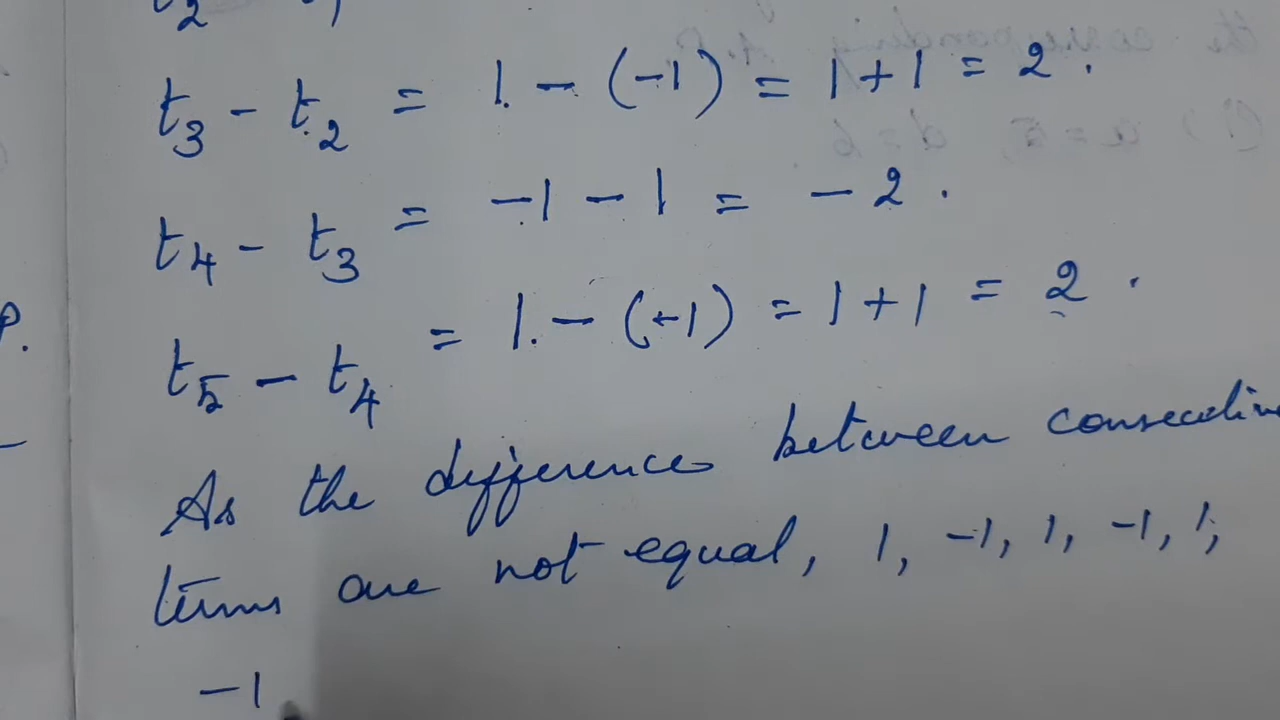 t₃ - t₂ = 1 - (-1) = 1 + 1 = 2.
t₄ - t₃ = -1 - 1 = -2.
t₅ - t₄ = 1 - (-1) = 1 + 1 = 2.
As the difference between consecutive
terms are not equal, 1, -1, 1, -1, 1,
-1